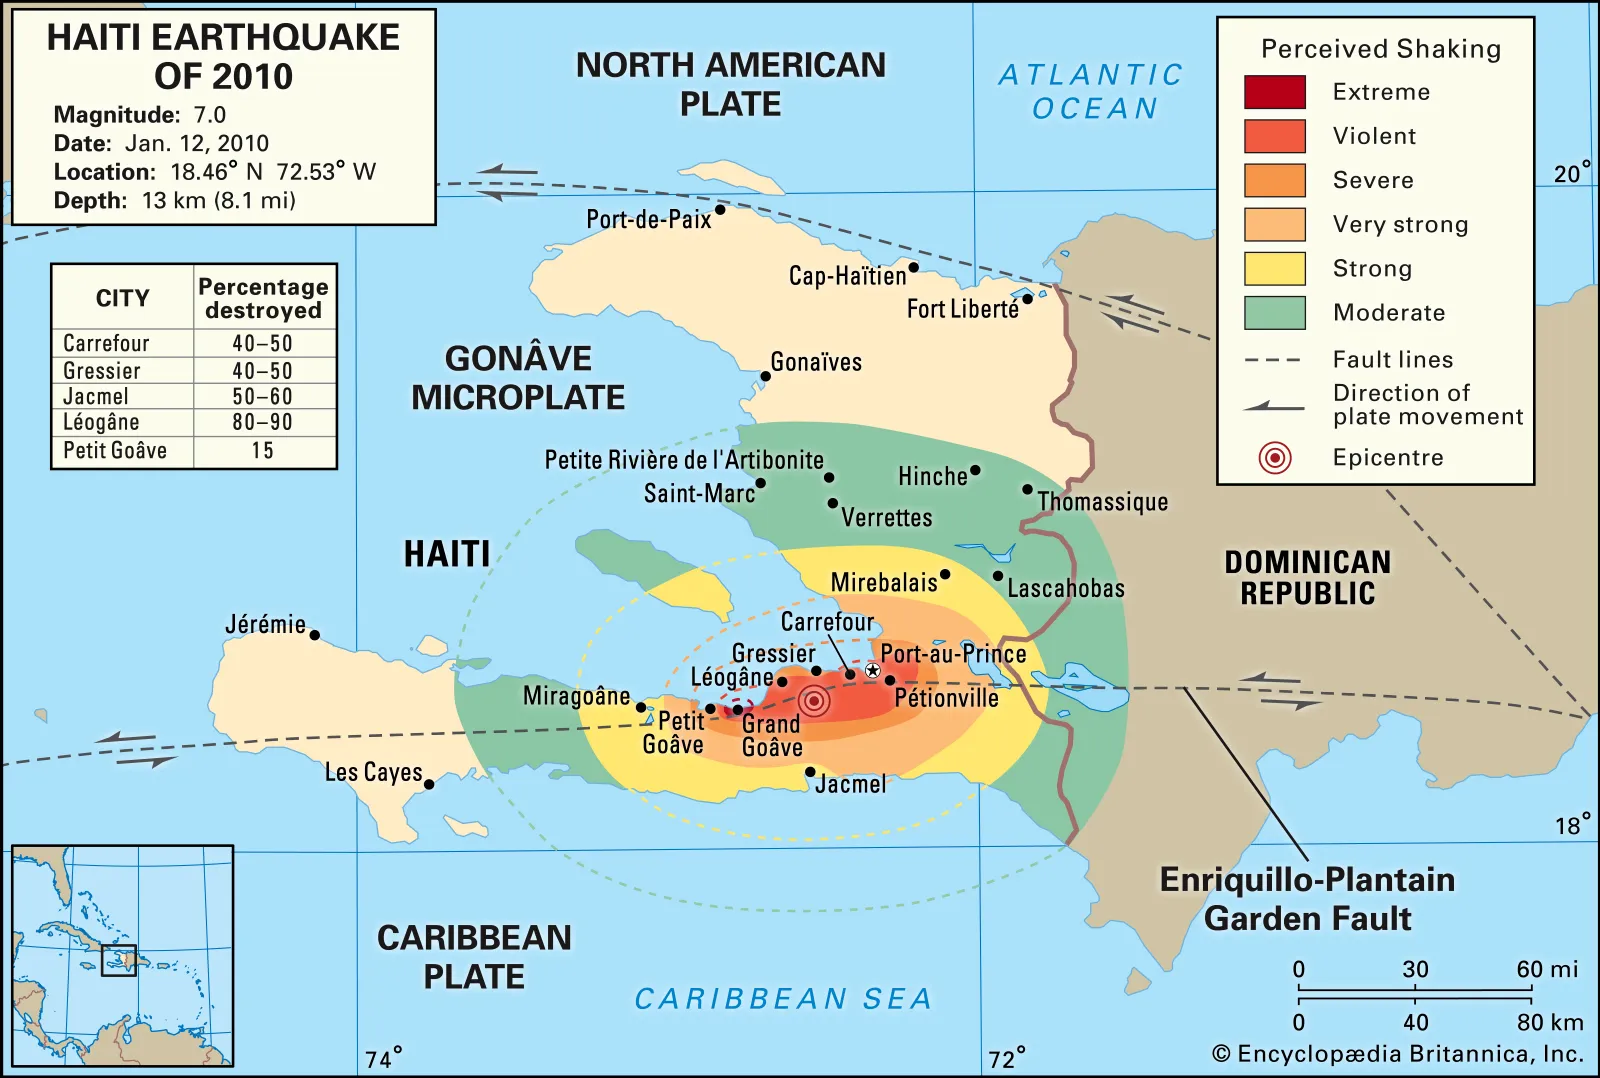 HAITI EARTHQUAKE
OF 2010
Magnitude: 7.0
Date: Jan. 12, 2010
Location: 18.46° N 72.53° W
Depth: 13 km (8.1 mi)
CITY
Percentage
destroyed
Carrefour 40–50
Gressier 40–50
Jacmel 50–60
Léogâne 80–90
Petit Goâve 15
NORTH AMERICAN
PLATE
ATLANTIC
OCEAN
Perceived Shaking
Extreme
Violent
Severe
Very strong
Strong
Moderate
Fault lines
Direction of
plate movement
Epicentre
20°
Port-de-Paix
Cap-Haïtien
Fort Liberté
GONÂVE
MICROPLATE
Gonaïves
Petite Rivière de l'Artibonite
Saint-Marc
Verrettes
Hinche
Thomassique
HAITI
DOMINICAN
REPUBLIC
Mirebalais
Lascahobas
Jérémie
Carrefour
Gressier
Port-au-Prince
Léogâne
Miragoâne
Pétionville
Petit
Goâve
Grand
Goâve
Les Cayes
Jacmel
18°
Enriquillo-Plantain
Garden Fault
CARIBBEAN
PLATE
CARIBBEAN SEA
0 30 60 mi
0 40 80 km
74°
72°
© Encyclopædia Britannica, Inc.